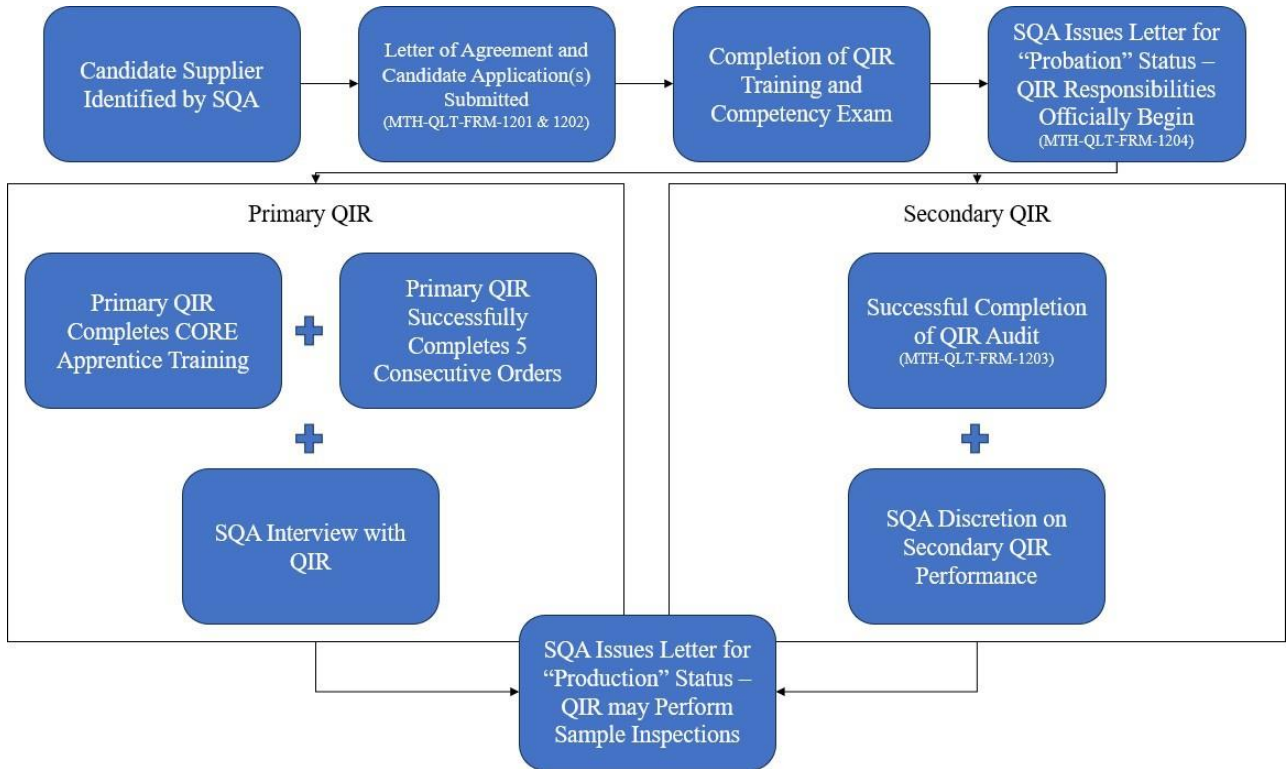 Candidate Supplier
Identified by SQA
Letter of Agreement and
Candidate Application(s)
Submitted
(MTH-QLT-FRM-1201 & 1202)
Completion of QIR
Training and
Competency Exam
SQA Issues Letter for
“Probation” Status –
QIR Responsibilities
Officially Begin
(MTH-QLT-FRM-1204)
Primary QIR
Primary QIR
Completes CORE
Apprentice Training
Primary QIR
Successfully
Completes 5
Consecutive Orders
SQA Interview with
QIR
Secondary QIR
Successful Completion
of QIR Audit
(MTH-QLT-FRM-1203)
SQA Discretion on
Secondary QIR
Performance
SQA Issues Letter for
“Production” Status –
QIR may Perform
Sample Inspections